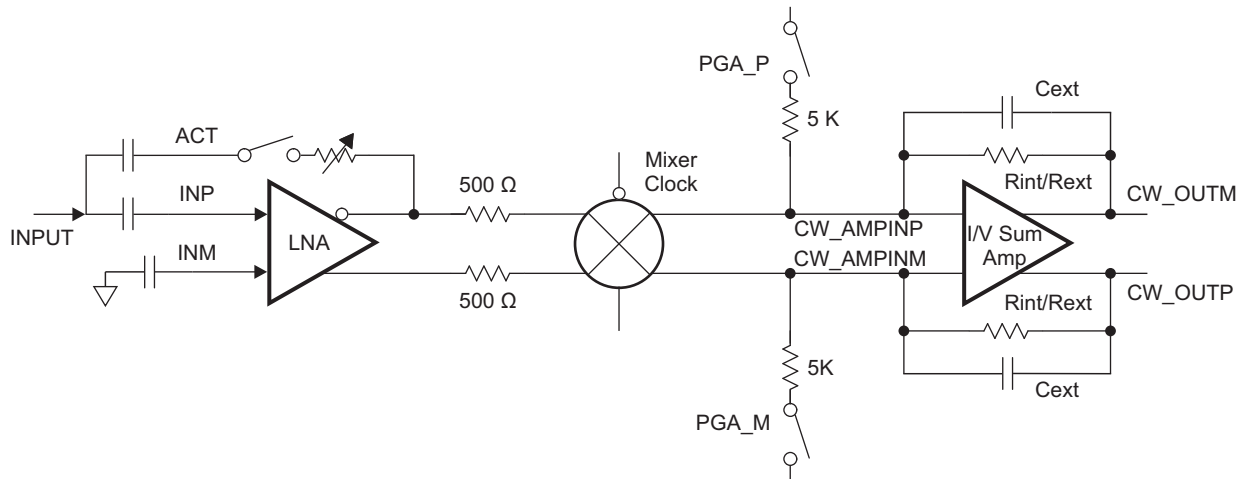 PGA_P
5 K
Cext
Rint/Rext
ACT
INP
INPUT
INM
LNA
500 Ω
500 Ω
Mixer
Clock
CW_AMPINP
CW_AMPINM
I/V Sum
Amp
CW_OUTM
CW_OUTP
Rint/Rext
Cext
5K
PGA_M